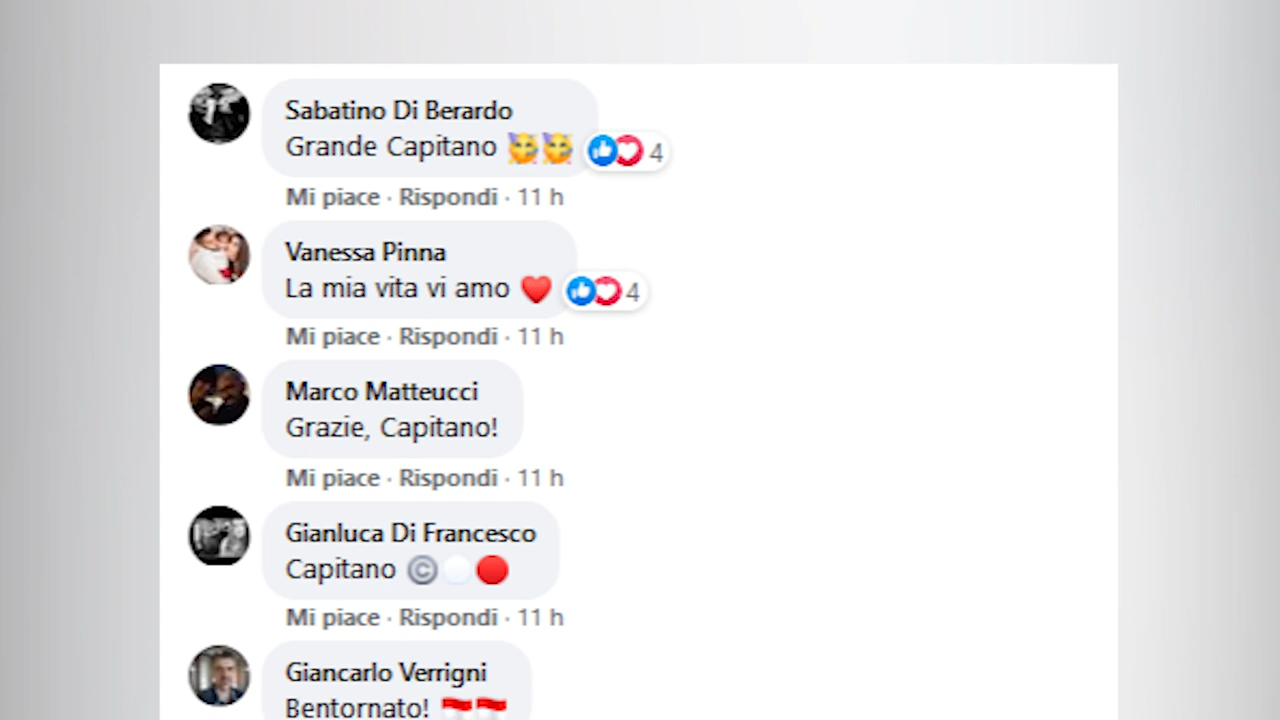 Sabatino Di Berardo
Grande Capitano 🥳🥳 4
Mi piace · Rispondi · 11 h
Vanessa Pinna
La mia vita vi amo ❤️ 4
Mi piace · Rispondi · 11 h
Marco Matteucci
Grazie, Capitano!
Mi piace · Rispondi · 11 h
Gianluca Di Francesco
Capitano ©️⚪🔴
Mi piace · Rispondi · 11 h
Giancarlo Verrigni
Bentornato! 🇮🇩🇮🇩